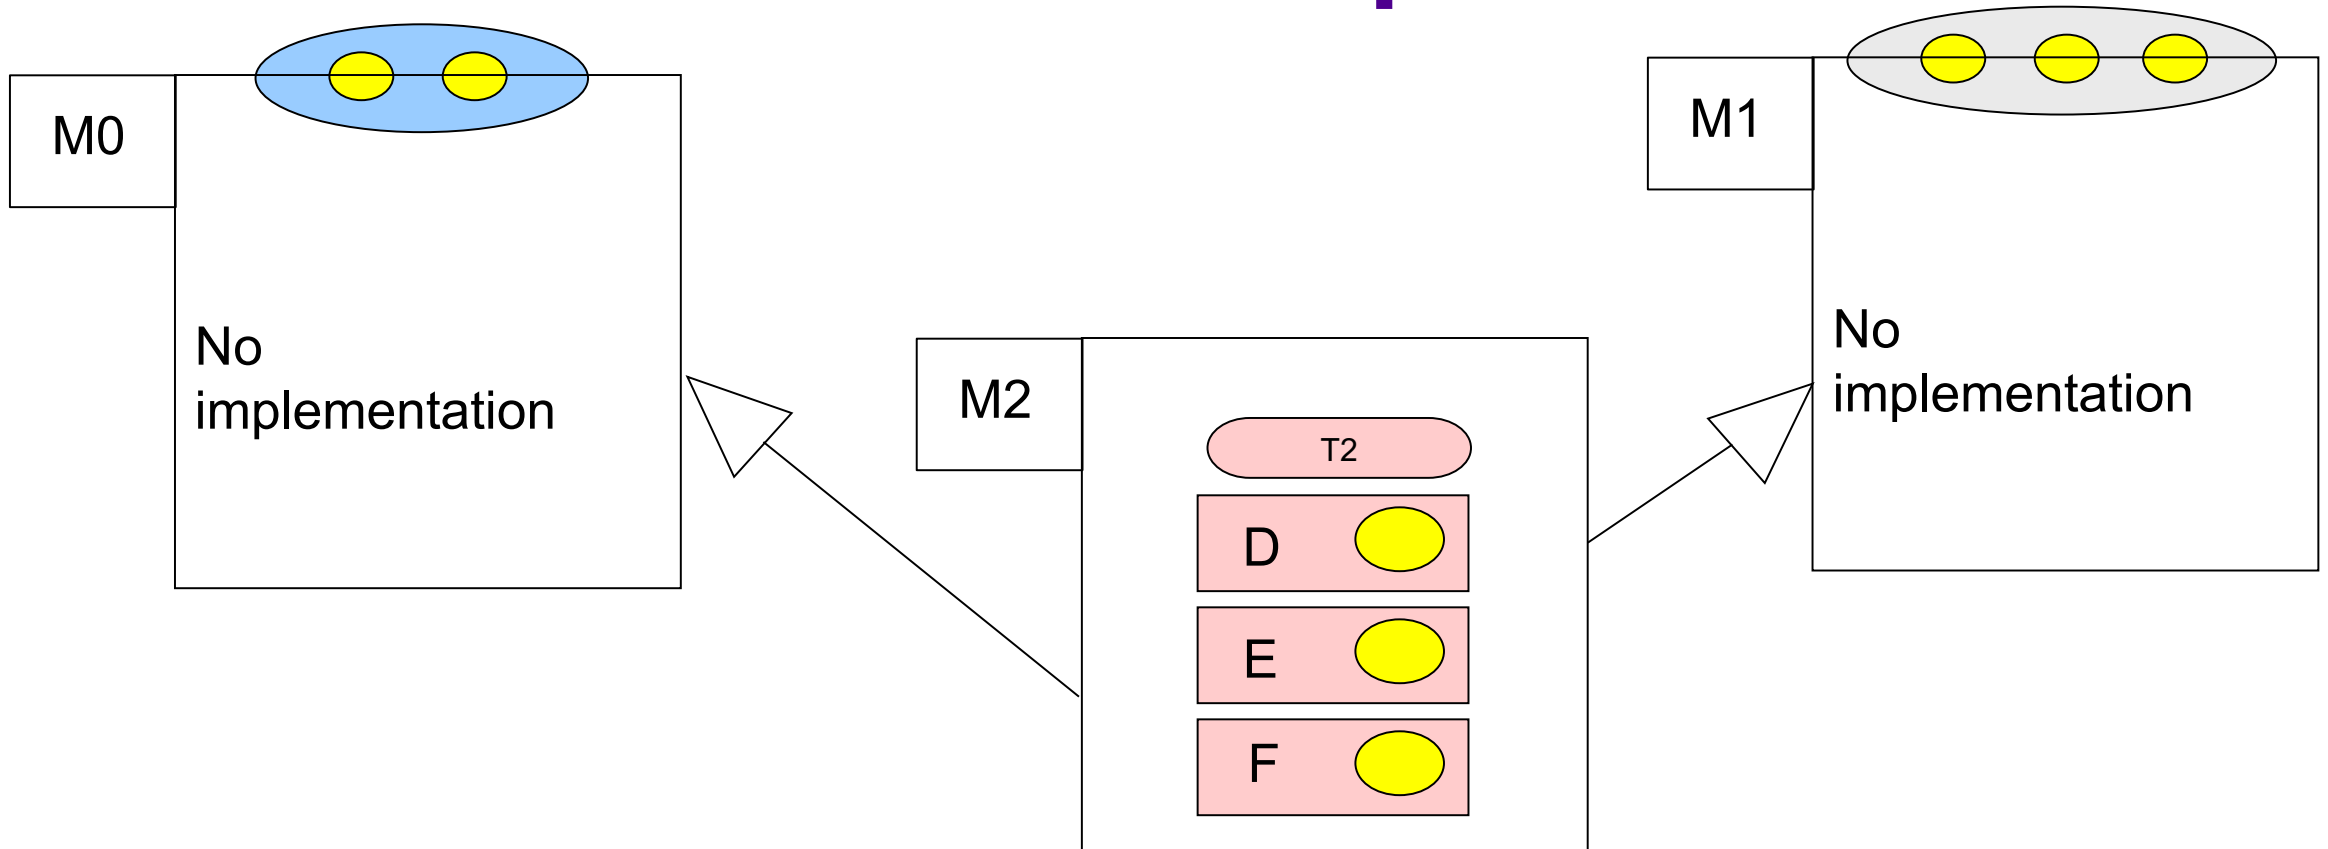 M0
No
implementation
M1
No
implementation
M2
T2
D
E
F